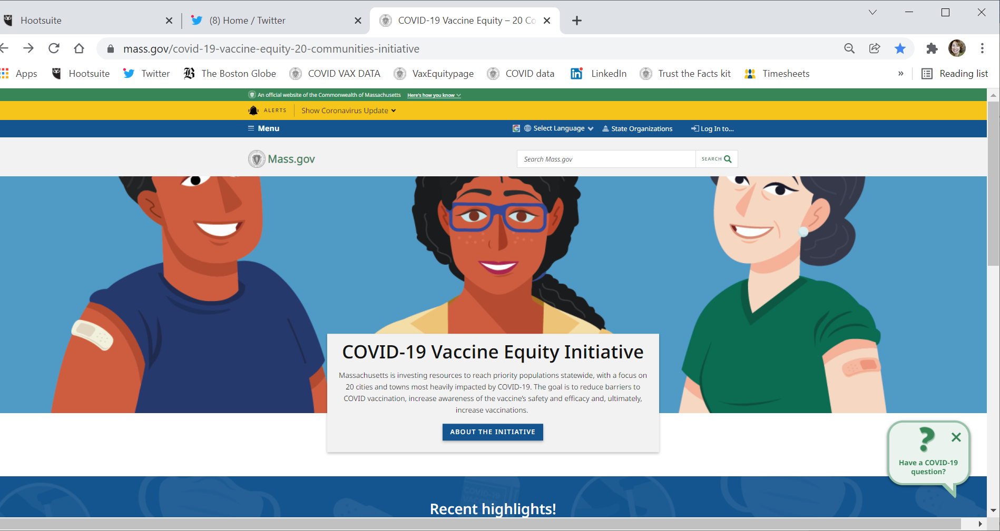 Hootsuite
(8) Home / Twitter
COVID-19 Vaccine Equity – 20 Co
mass.gov/covid-19-vaccine-equity-20-communities-initiative
Apps
Hootsuite
Twitter
The Boston Globe
COVID VAX DATA
VaxEquitypage
COVID data
LinkedIn
Trust the Facts kit
Timesheets
»
Reading list
An official website of the Commonwealth of Massachusetts Here's how you know
ALERTS
Show Coronavirus Update
Menu
Select Language
State Organizations
Log In to...
Mass.gov
Search Mass.gov
SEARCH
COVID-19 Vaccine Equity Initiative
Massachusetts is investing resources to reach priority populations statewide, with a focus on
20 cities and towns most heavily impacted by COVID-19. The goal is to reduce barriers to
COVID vaccination, increase awareness of the vaccine's safety and efficacy and, ultimately,
increase vaccinations.
ABOUT THE INITIATIVE
?
Have a COVID-19
question?
COVID-19
VACCINE
Recent highlights!